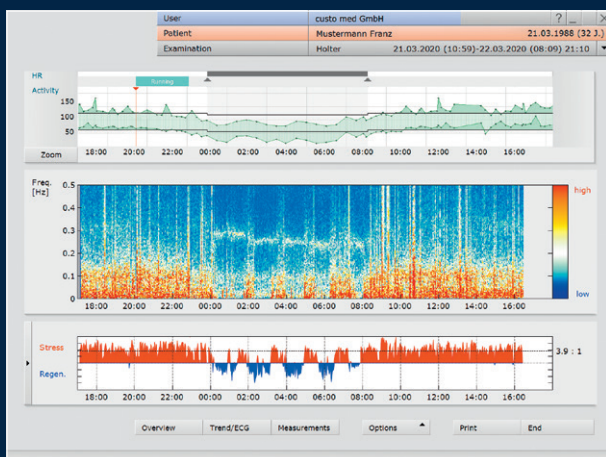 User custo med GmbH ? _ X
Patient Mustermann Franz 21.03.1988 (32 J.)
Examination Holter 21.03.2020 (10:59)-22.03.2020 (08:09) 21:10
HR
Running
Activity
150
100
50
Zoom 18:00 20:00 22:00 00:00 02:00 04:00 06:00 08:00 10:00 12:00 14:00 16:00
Freq.
[Hz]
0.5
0.4
0.3
0.2
0.1
0
high
low
18:00 20:00 22:00 00:00 02:00 04:00 06:00 08:00 10:00 12:00 14:00 16:00
Stress
3.9 : 1
Regen.
18:00 20:00 22:00 00:00 02:00 04:00 06:00 08:00 10:00 12:00 14:00 16:00
Overview Trend/ECG Measurements Options Print End